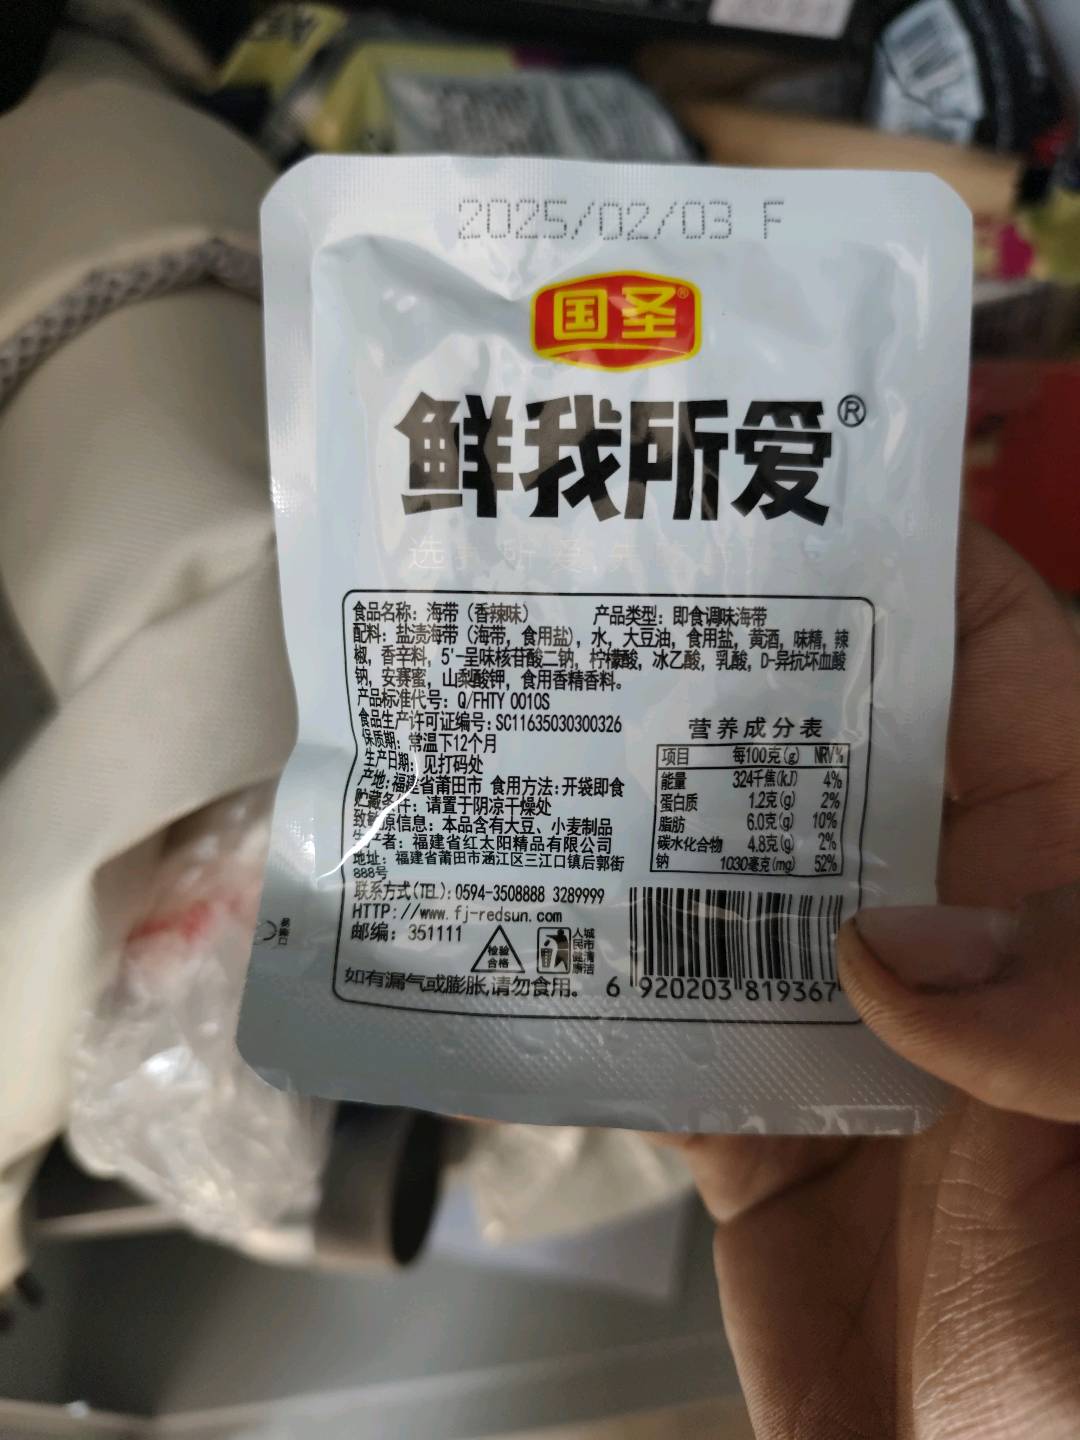 2025/02/03 F
国圣®
鲜我所爱®
食品名称：海带（香辣味） 产品类型：即食调味海带
配料：盐渍海带（海带，食用盐），水，大豆油，食用盐，黄酒，味精，辣
椒，香辛料，5'-呈味核苷酸二钠，柠檬酸，冰乙酸，乳酸，D-异抗坏血酸
钠，安赛蜜，山梨酸钾，食用香精香料。
产品标准代号：Q/FHTY 0010S
食品生产许可证编号：SC11635030300326
保质期：常温下12个月
生产日期：见打码处
产地：福建省莆田市 食用方法：开袋即食
贮藏条件：请置于阴凉干燥处
致敏原信息：本品含有大豆、小麦制品
生产者：福建省红太阳精品有限公司
地址：福建省莆田市涵江区三江口镇后郭街
888号
联系方式（TEL）：0594-3508888 3289999
HTTP://www.fj-redsun.com
邮编：351111
检验
合格
人城
民市
健清
康洁
如有漏气或膨胀,请勿食用。
营养成分表
项目 每100克(g) NRV%
能量 324千焦(kJ) 4%
蛋白质 1.2克(g) 2%
脂肪 6.0克(g) 10%
碳水化合物 4.8克(g) 2%
钠 1030毫克(mg) 52%
6 920203 819367